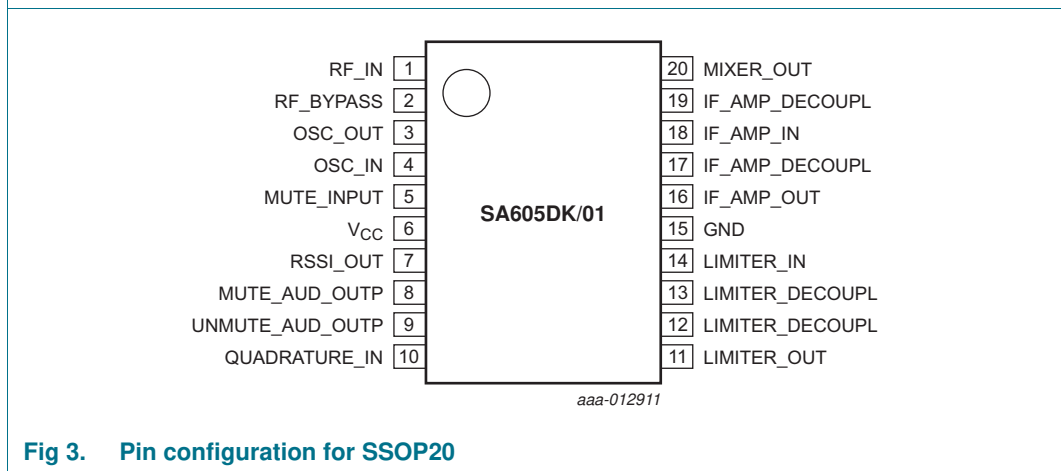 RF_IN 1
RF_BYPASS 2
OSC_OUT 3
OSC_IN 4
MUTE_INPUT 5
VCC 6
RSSI_OUT 7
MUTE_AUD_OUTP 8
UNMUTE_AUD_OUTP 9
QUADRATURE_IN 10
SA605DK/01
20 MIXER_OUT
19 IF_AMP_DECOUPL
18 IF_AMP_IN
17 IF_AMP_DECOUPL
16 IF_AMP_OUT
15 GND
14 LIMITER_IN
13 LIMITER_DECOUPL
12 LIMITER_DECOUPL
11 LIMITER_OUT
aaa-012911
Fig 3. Pin configuration for SSOP20